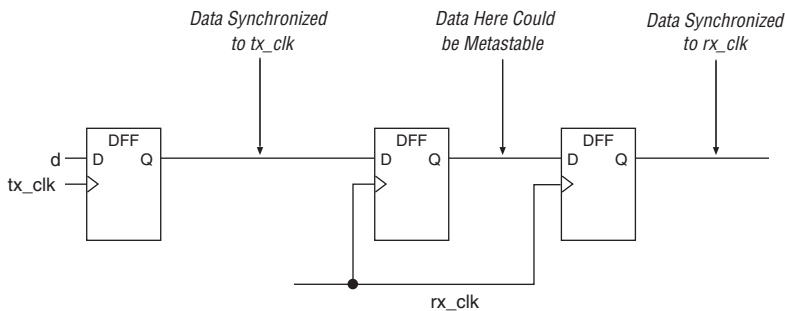 Data Synchronized
to tx_clk
Data Here Could
be Metastable
Data Synchronized
to rx_clk
DFF
D Q
d
tx_clk
DFF
D Q
DFF
D Q
rx_clk